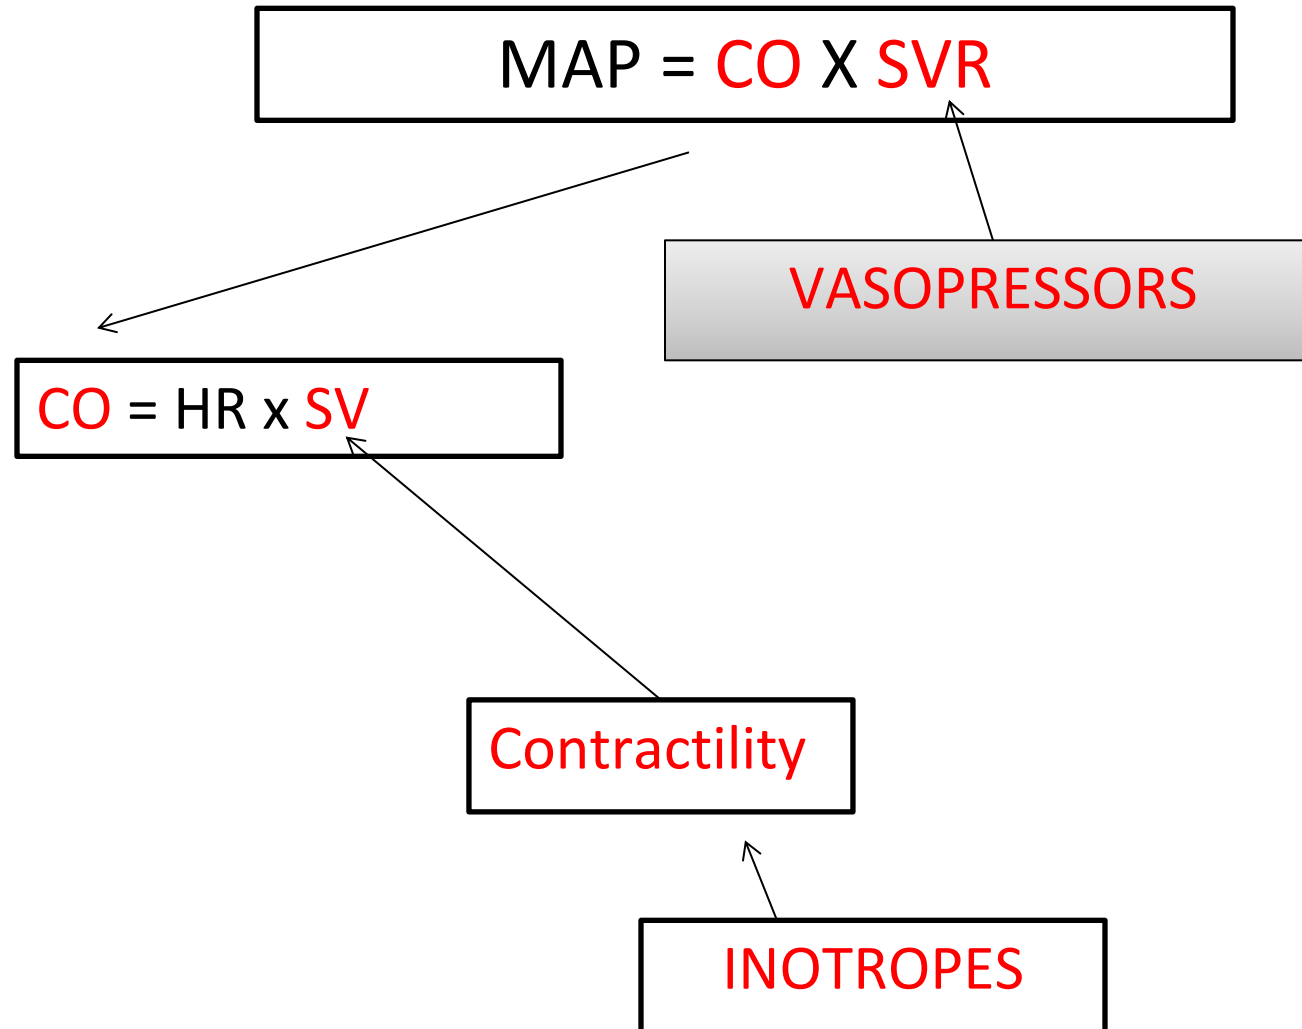 MAP = CO X SVR
VASOPRESSORS
CO = HR x SV
Contractility
INOTROPES